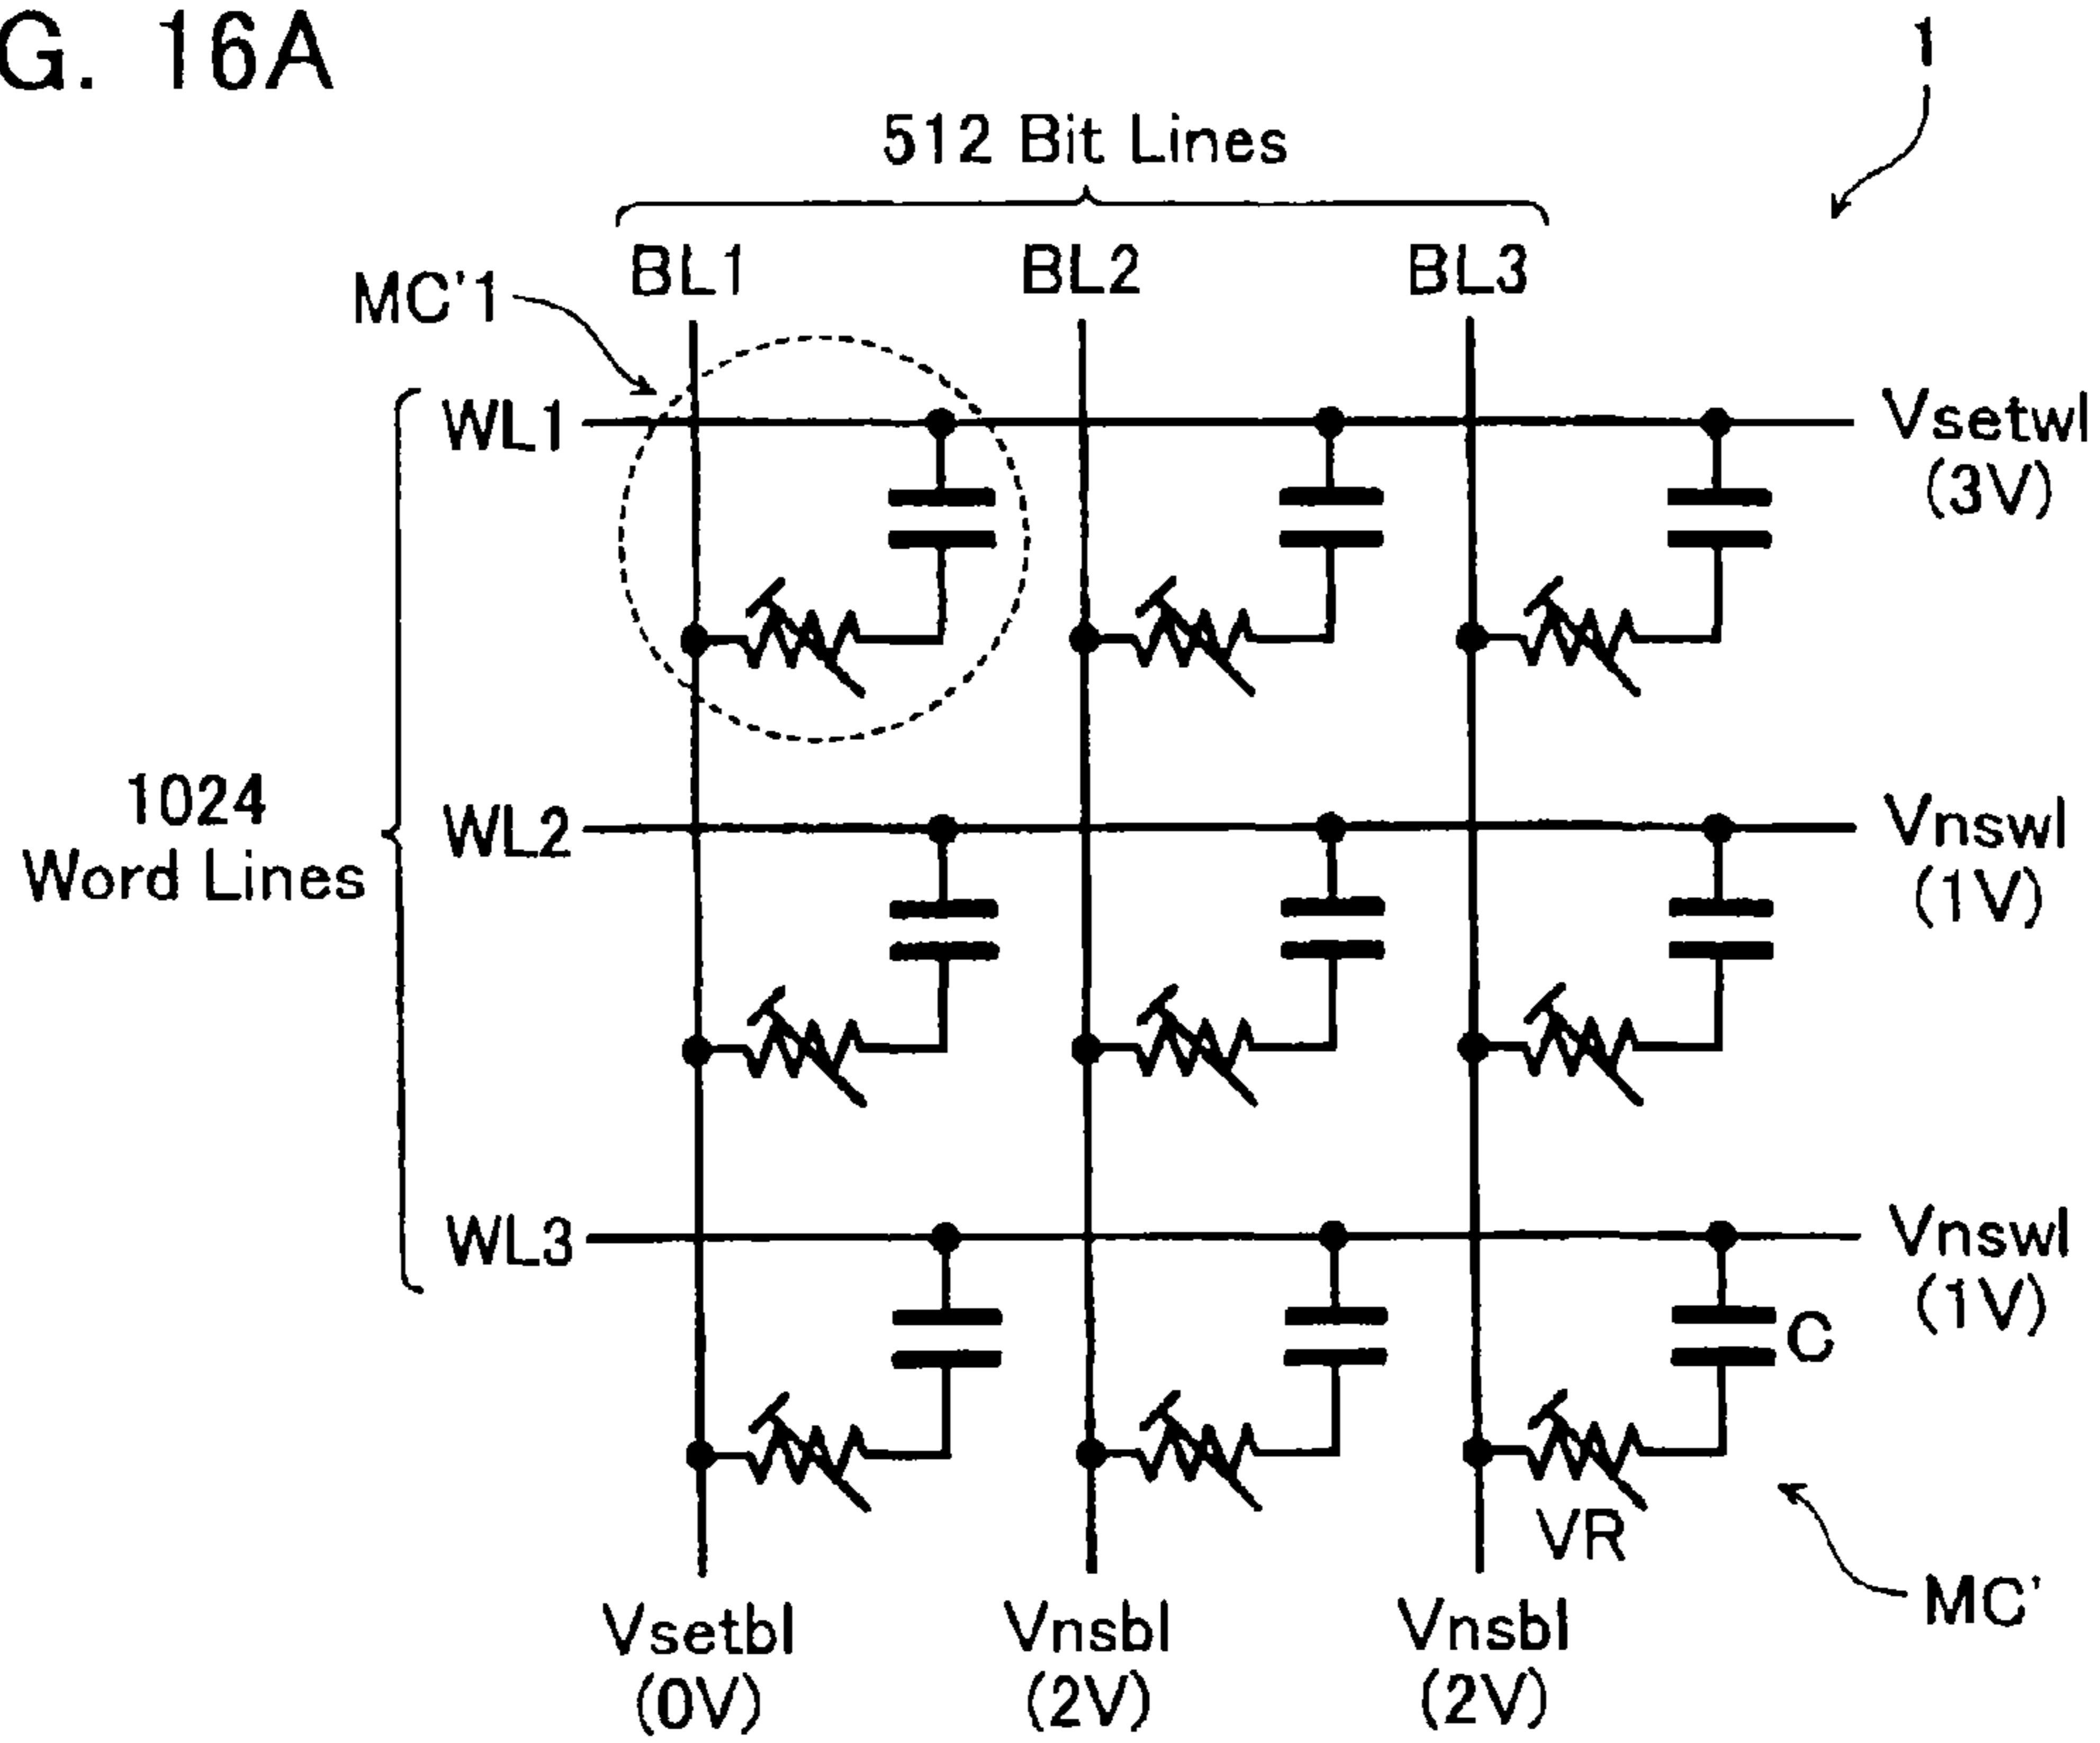 G. 16A
1
512 Bit Lines
BL1 BL2 BL3
MC'1
WL1
Vsetwl
(3V)
1024
Word Lines
WL2
Vnswl
(1V)
WL3
Vnswl
(1V)
C
VR
MC'
Vsetbl
(0V)
Vnsbl
(2V)
Vnsbl
(2V)